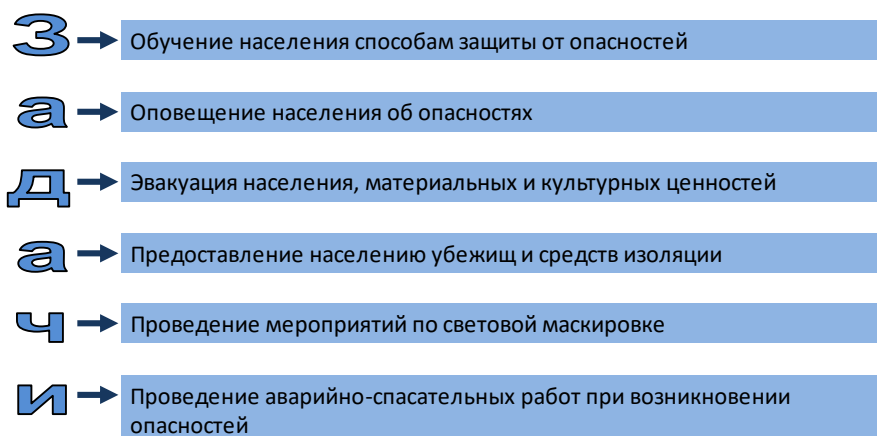 З Обучение населения способам защиты от опасностей
а Оповещение населения об опасностях
д Эвакуация населения, материальных и культурных ценностей
а Предоставление населению убежищ и средств изоляции
ч Проведение мероприятий по световой маскировке
и Проведение аварийно-спасательных работ при возникновении
опасностей